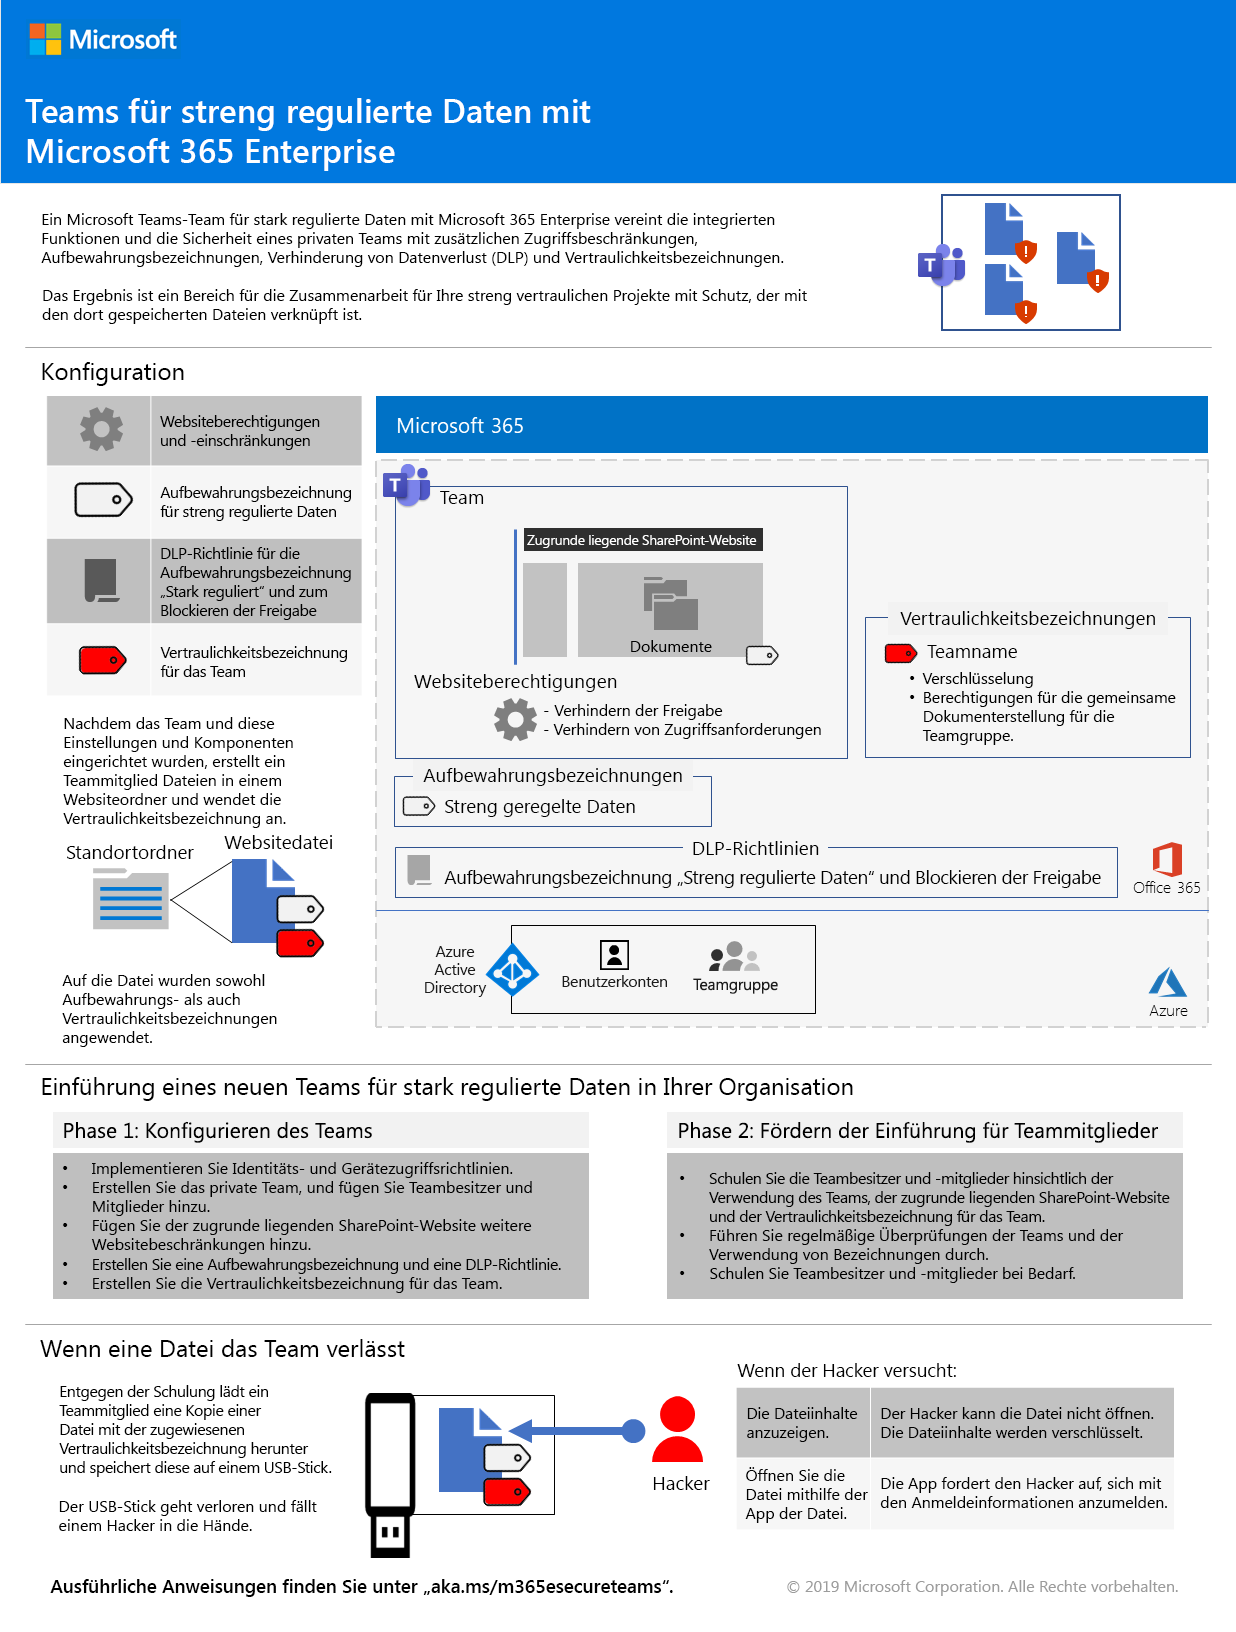 Microsoft
Teams für streng regulierte Daten mit
Microsoft 365 Enterprise
Ein Microsoft Teams-Team für stark regulierte Daten mit Microsoft 365 Enterprise vereint die integrierten
Funktionen und die Sicherheit eines privaten Teams mit zusätzlichen Zugriffsbeschränkungen,
Aufbewahrungsbezeichnungen, Verhinderung von Datenverlust (DLP) und Vertraulichkeitsbezeichnungen.
Das Ergebnis ist ein Bereich für die Zusammenarbeit für Ihre streng vertraulichen Projekte mit Schutz, der mit
den dort gespeicherten Dateien verknüpft ist.
T
Konfiguration
Websiteberechtigungen
und -einschränkungen
Aufbewahrungsbezeichnung
für streng regulierte Daten
DLP-Richtlinie für die
Aufbewahrungsbezeichnung
„Stark reguliert“ und zum
Blockieren der Freigabe
Vertraulichkeitsbezeichnung
für das Team
Nachdem das Team und diese
Einstellungen und Komponenten
eingerichtet wurden, erstellt ein
Teammitglied Dateien in einem
Websiteordner und wendet die
Vertraulichkeitsbezeichnung an.
Standortordner
Websitedatei
Auf die Datei wurden sowohl
Aufbewahrungs- als auch
Vertraulichkeitsbezeichnungen
angewendet.
Microsoft 365
T
Team
Zugrunde liegende SharePoint-Website
Dokumente
Websiteberechtigungen
- Verhindern der Freigabe
- Verhindern von Zugriffsanforderungen
Vertraulichkeitsbezeichnungen
Teamname
• Verschlüsselung
• Berechtigungen für die gemeinsame
Dokumenterstellung für die
Teamgruppe.
Aufbewahrungsbezeichnungen
Streng geregelte Daten
DLP-Richtlinien
Aufbewahrungsbezeichnung „Streng regulierte Daten“ und Blockieren der Freigabe
Office 365
Azure
Active
Directory
Benutzerkonten
Teamgruppe
Azure
Einführung eines neuen Teams für stark regulierte Daten in Ihrer Organisation
Phase 1: Konfigurieren des Teams
• Implementieren Sie Identitäts- und Gerätezugriffsrichtlinien.
• Erstellen Sie das private Team, und fügen Sie Teambesitzer und
Mitglieder hinzu.
• Fügen Sie der zugrunde liegenden SharePoint-Website weitere
Websitebeschränkungen hinzu.
• Erstellen Sie eine Aufbewahrungsbezeichnung und eine DLP-Richtlinie.
• Erstellen Sie die Vertraulichkeitsbezeichnung für das Team.
Phase 2: Fördern der Einführung für Teammitglieder
• Schulen Sie die Teambesitzer und -mitglieder hinsichtlich der
Verwendung des Teams, der zugrunde liegenden SharePoint-Website
und der Vertraulichkeitsbezeichnung für das Team.
• Führen Sie regelmäßige Überprüfungen der Teams und der
Verwendung von Bezeichnungen durch.
• Schulen Sie Teambesitzer und -mitglieder bei Bedarf.
Wenn eine Datei das Team verlässt
Entgegen der Schulung lädt ein
Teammitglied eine Kopie einer
Datei mit der zugewiesenen
Vertraulichkeitsbezeichnung herunter
und speichert diese auf einem USB-Stick.
Der USB-Stick geht verloren und fällt
einem Hacker in die Hände.
Hacker
Wenn der Hacker versucht:
Die Dateiinhalte
anzuzeigen.
Der Hacker kann die Datei nicht öffnen.
Die Dateiinhalte werden verschlüsselt.
Öffnen Sie die
Datei mithilfe der
App der Datei.
Die App fordert den Hacker auf, sich mit
den Anmeldeinformationen anzumelden.
Ausführliche Anweisungen finden Sie unter „aka.ms/m365esecureteams“.
© 2019 Microsoft Corporation. Alle Rechte vorbehalten.